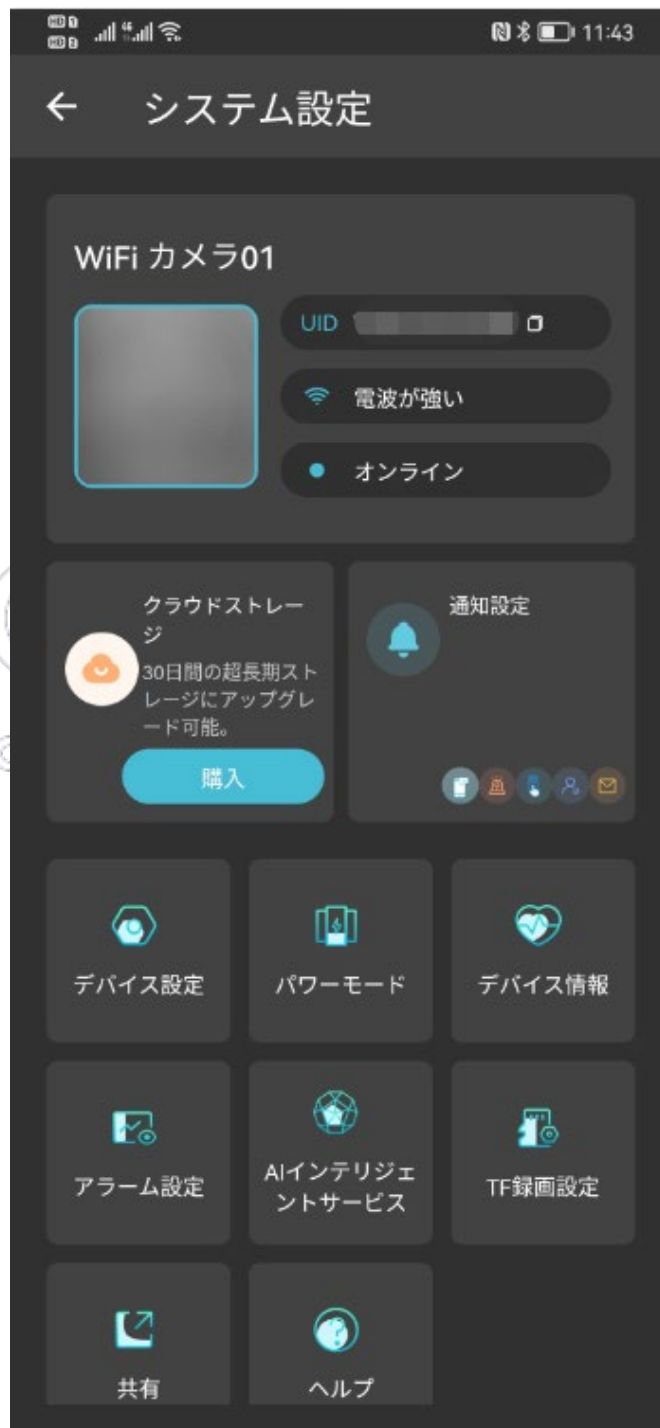 HD 1
HD 2
46
11:43
システム設定
WiFi カメラ01
UID
電波が強い
オンライン
クラウドストレー
ジ
30日間の超長期スト
レージにアップグレ
ード可能。
購入
通知設定
デバイス設定
パワーモード
デバイス情報
アラーム設定
AIインテリジェ
ントサービス
TF録画設定
共有
ヘルプ